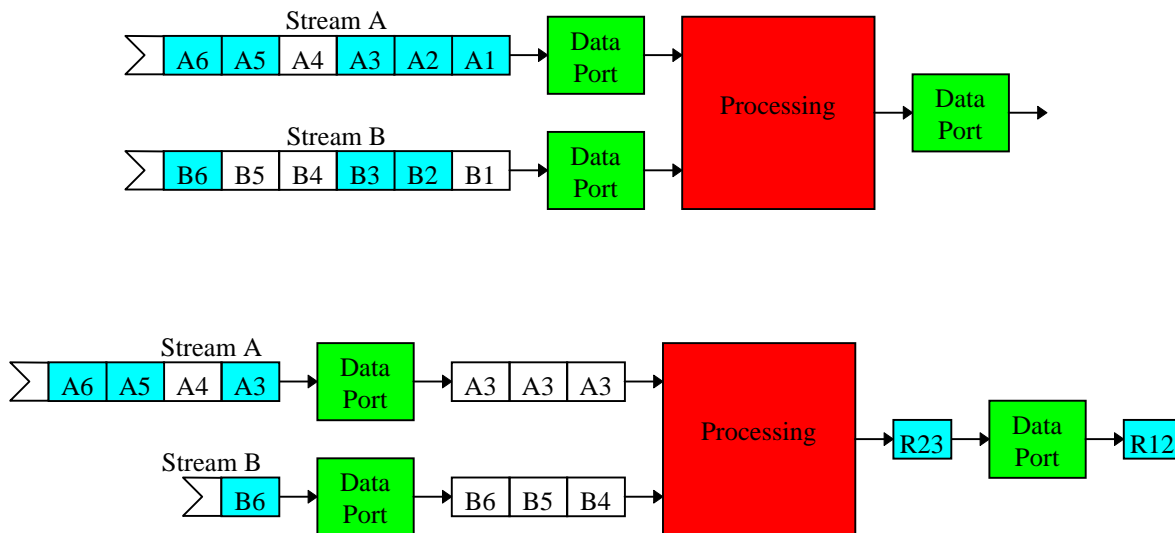 Stream A
A6 A5 A4 A3 A2 A1
Data
Port
Processing
Data
Port
Stream B
B6 B5 B4 B3 B2 B1
Data
Port
Stream A
A6 A5 A4 A3
Data
Port
A3 A3 A3
Processing
R23
Data
Port
R12
Stream B
B6
Data
Port
B6 B5 B4